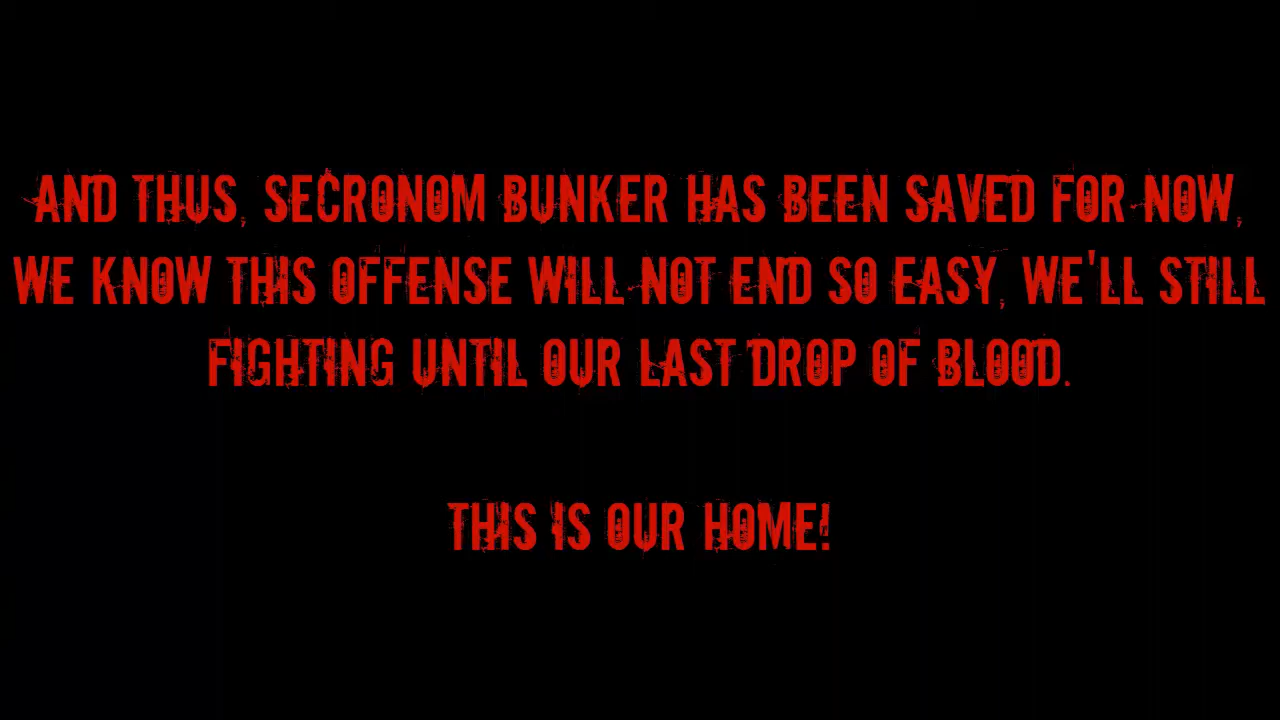 AND THUS, SECRONOM BUNKER HAS BEEN SAVED FOR NOW,
WE KNOW THIS OFFENSE WILL NOT END SO EASY, WE'LL STILL
FIGHTING UNTIL OUR LAST DROP OF BLOOD.
THIS IS OUR HOME!